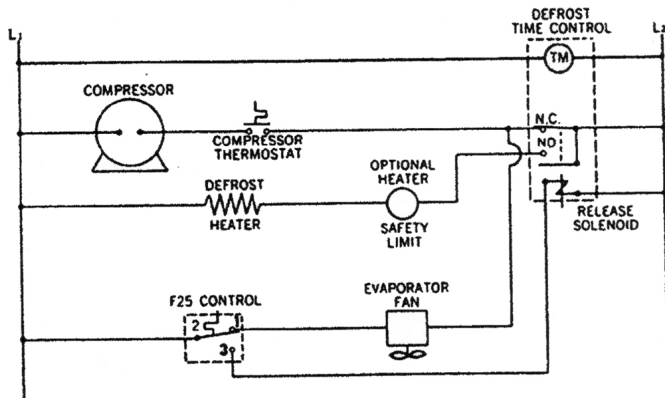 DEFROST
TIME CONTROL
L1
L2
TM
COMPRESSOR
N.C.
COMPRESSOR
THERMOSTAT
NO
OPTIONAL
HEATER
DEFROST
HEATER
SAFETY
LIMIT
RELEASE
SOLENOID
F25 CONTROL
EVAPORATOR
FAN
2
1
3